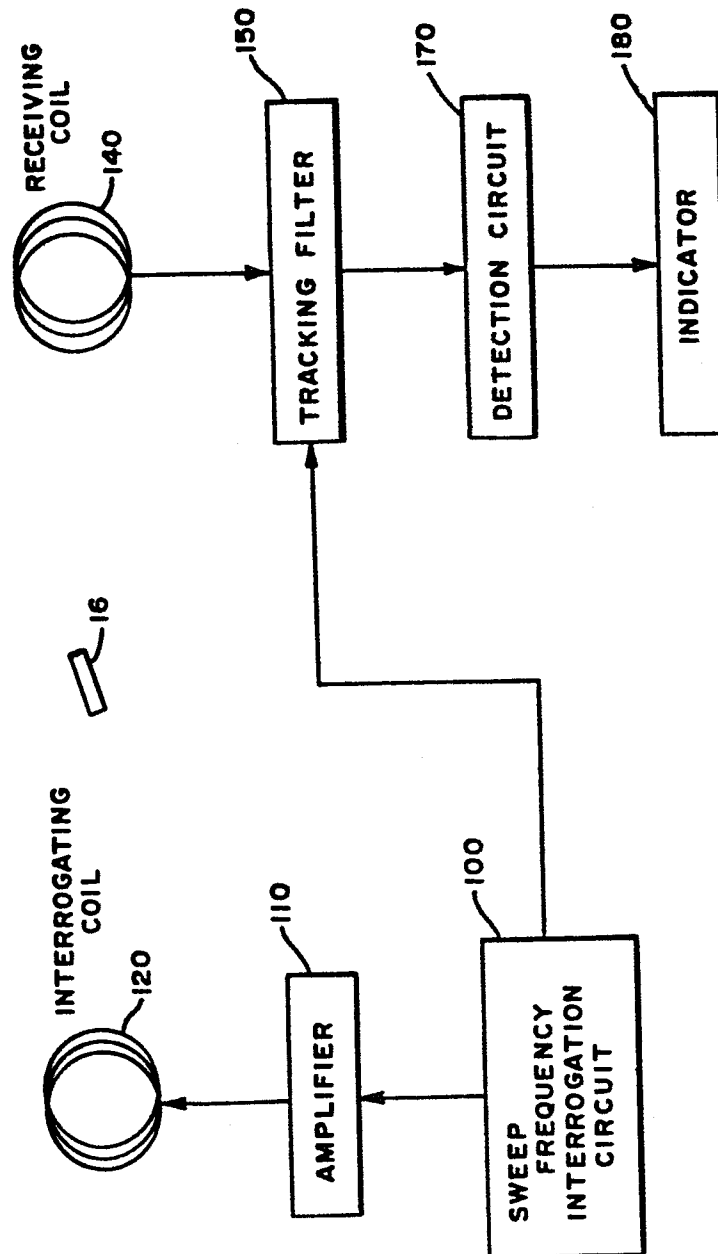 INTERROGATING
COIL
120
16
RECEIVING
COIL
140
110
AMPLIFIER
150
TRACKING FILTER
100
SWEEP
FREQUENCY
INTERROGATION
CIRCUIT
170
DETECTION CIRCUIT
180
INDICATOR